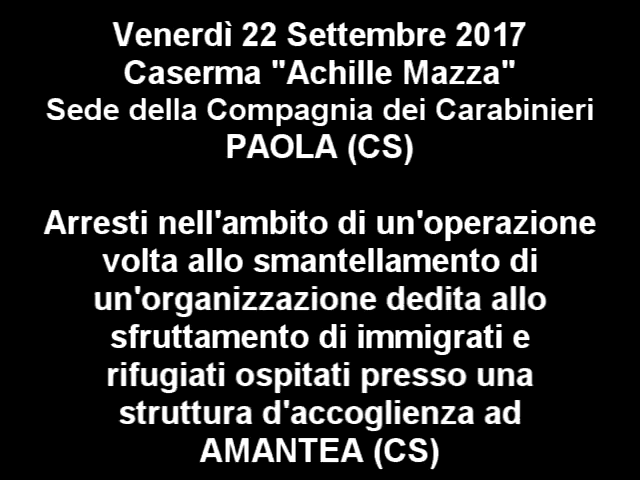 Venerdì 22 Settembre 2017
Caserma "Achille Mazza"
Sede della Compagnia dei Carabinieri
PAOLA (CS)
Arresti nell'ambito di un'operazione
volta allo smantellamento di
un'organizzazione dedita allo
sfruttamento di immigrati e
rifugiati ospitati presso una
struttura d'accoglienza ad
AMANTEA (CS)